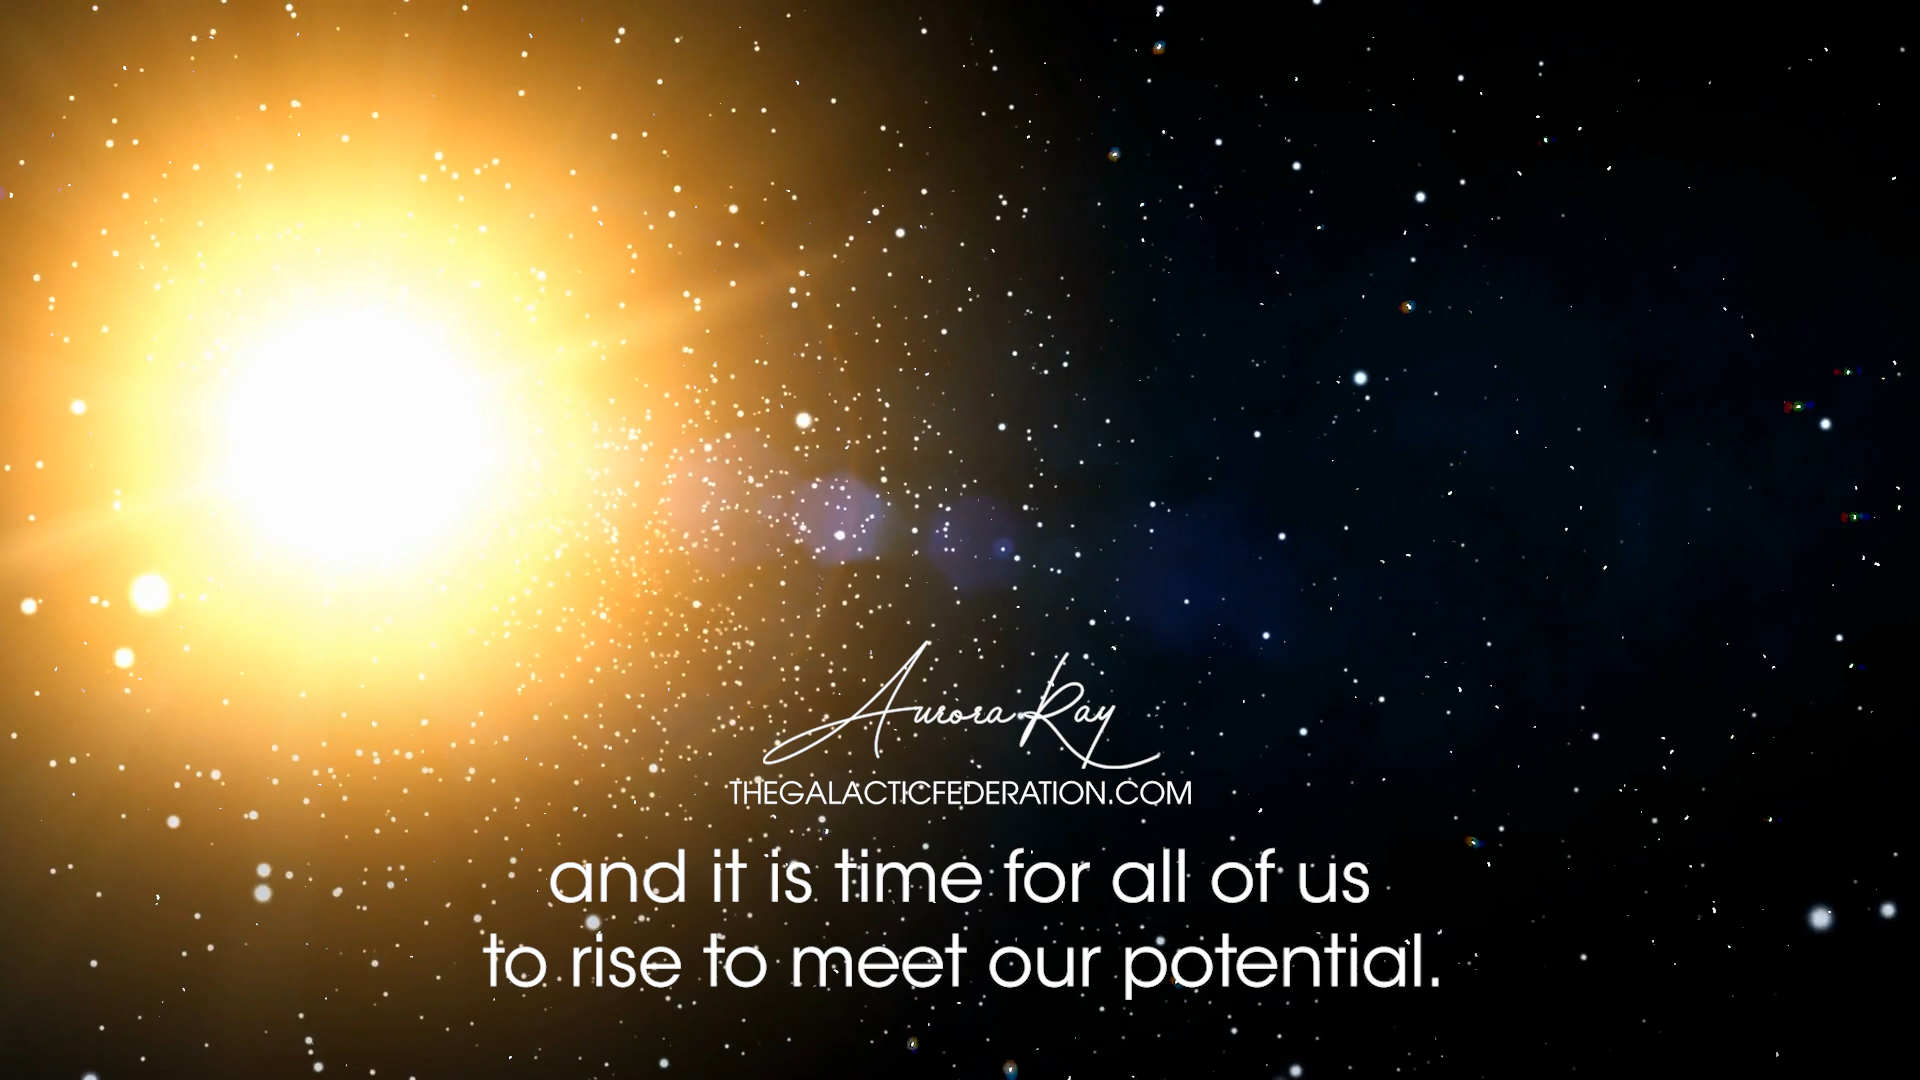 Aurora Ray
THEGALACTICFEDERATION.COM
and it is time for all of us
to rise to meet our potential.